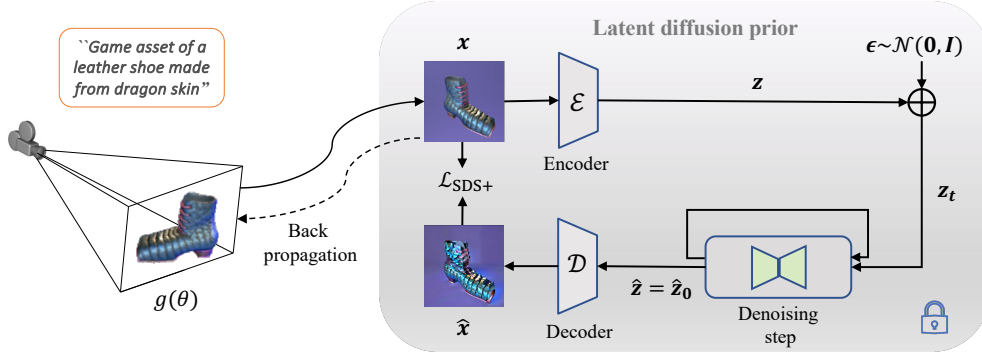 ``Game asset of a
leather shoe made
from dragon skin”
g(θ)
Back
propagation
Latent diffusion prior
x
ℰ
Encoder
z
ϵ~𝒩(0, I)
z_t
ℒ_SDS+
x̂
𝒟
Decoder
ẑ = ẑ_0
Denoising
step